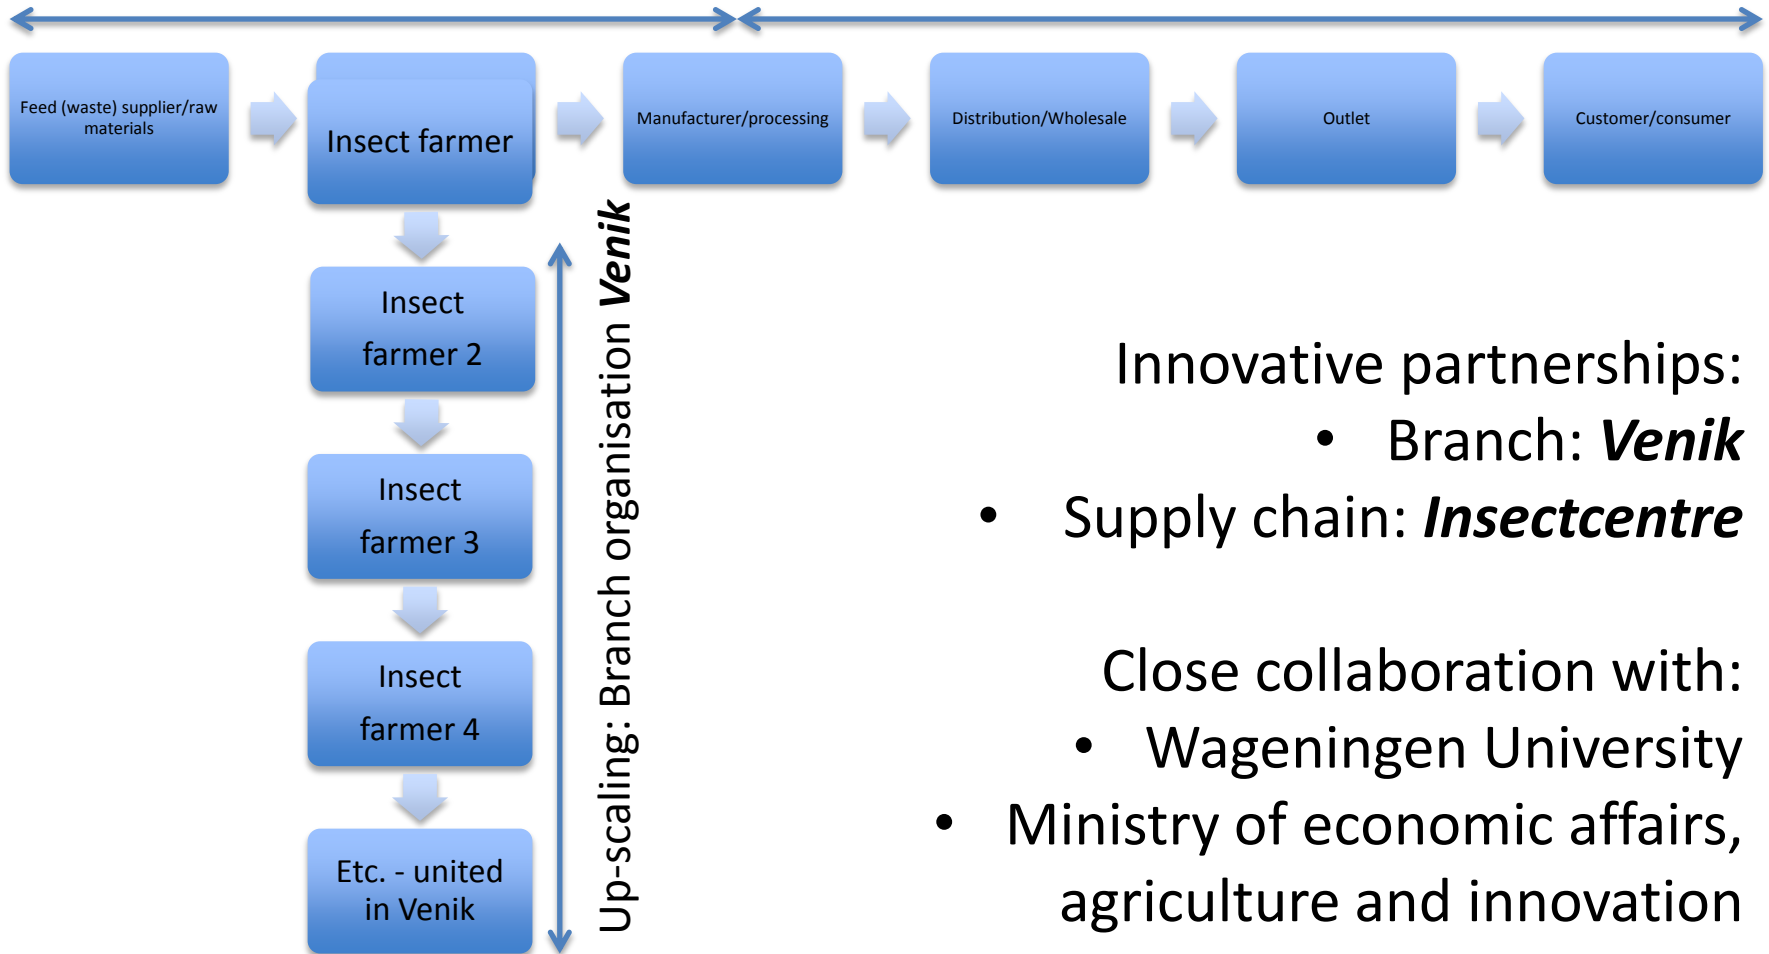 Feed (waste) supplier/raw
materials
Insect farmer
Manufacturer/processing
Distribution/Wholesale
Outlet
Customer/consumer
Insect
farmer 2
Insect
farmer 3
Insect
farmer 4
Etc. - united
in Venik
Up-scaling: Branch organisation Venik
Innovative partnerships:
• Branch: Venik
• Supply chain: Insectcentre
Close collaboration with:
• Wageningen University
• Ministry of economic affairs,
agriculture and innovation